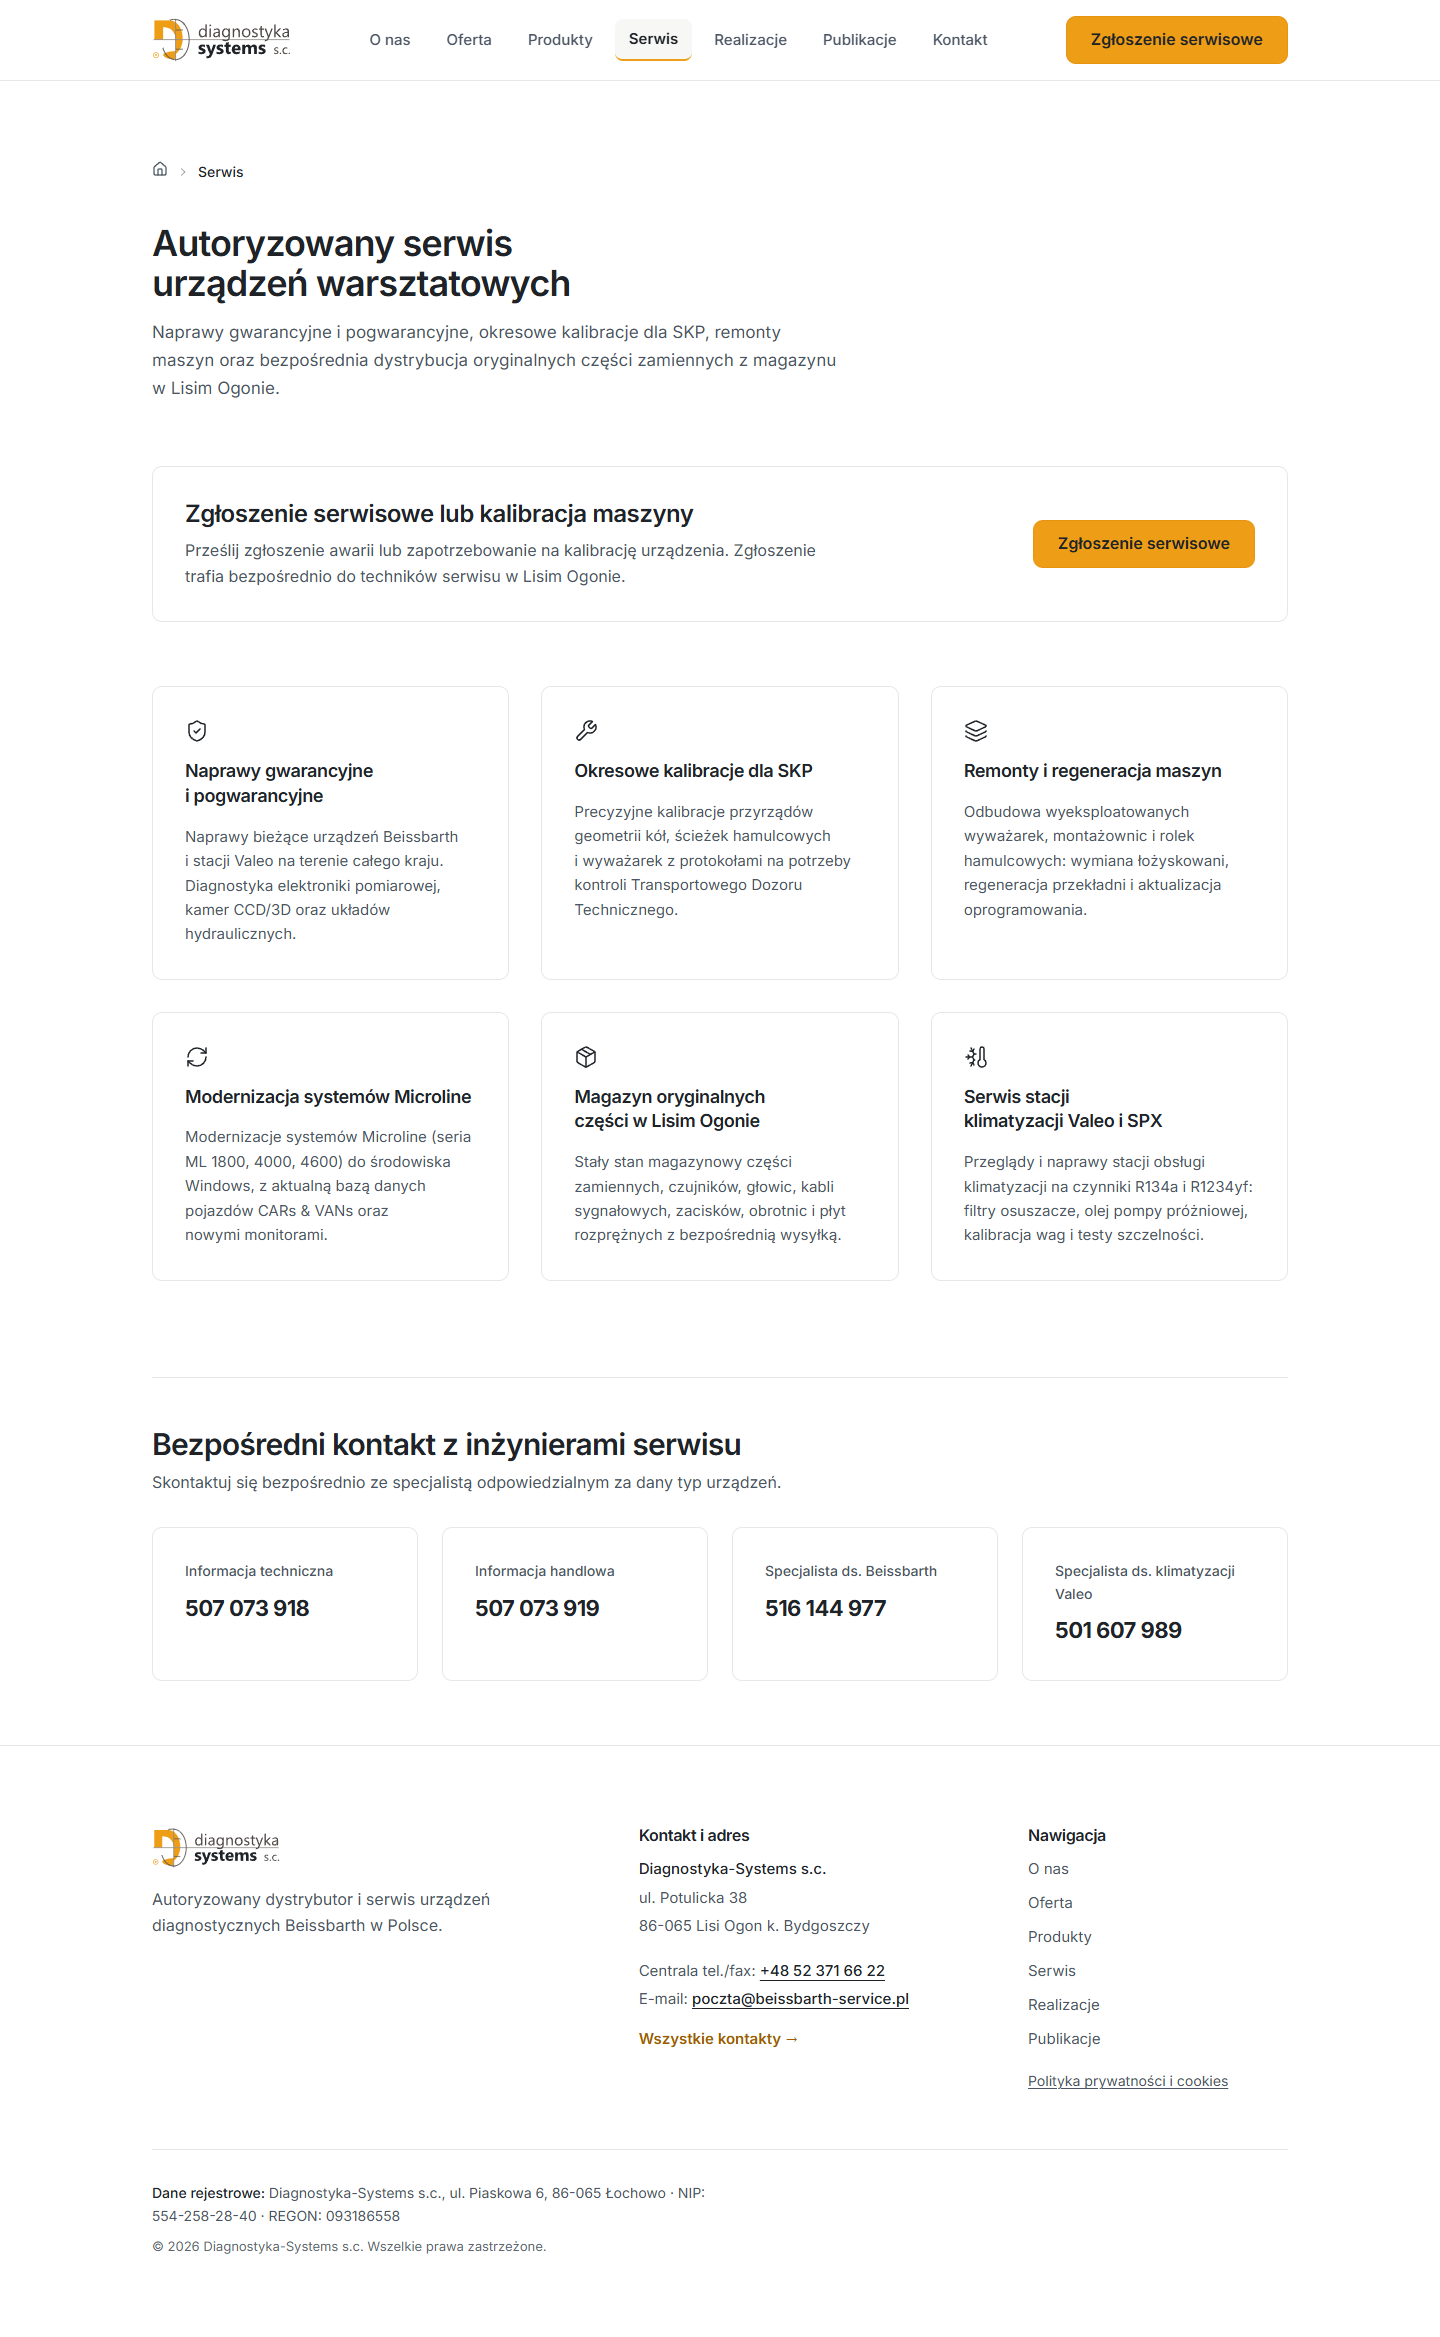 diagnostyka
systems s.c.
O nas
Oferta
Produkty
Serwis
Realizacje
Publikacje
Kontakt
Zgłoszenie serwisowe
Serwis
Autoryzowany serwis
urządzeń warsztatowych
Naprawy gwarancyjne i pogwarancyjne, okresowe kalibracje dla SKP, remonty
maszyn oraz bezpośrednia dystrybucja oryginalnych części zamiennych z magazynu
w Lisim Ogonie.
Zgłoszenie serwisowe lub kalibracja maszyny
Prześlij zgłoszenie awarii lub zapotrzebowanie na kalibrację urządzenia. Zgłoszenie
trafia bezpośrednio do techników serwisu w Lisim Ogonie.
Zgłoszenie serwisowe
Naprawy gwarancyjne
i pogwarancyjne
Naprawy bieżące urządzeń Beissbarth
i stacji Valeo na terenie całego kraju.
Diagnostyka elektroniki pomiarowej,
kamer CCD/3D oraz układów
hydraulicznych.
Okresowe kalibracje dla SKP
Precyzyjne kalibracje przyrządów
geometrii kół, ścieżek hamulcowych
i wyważarek z protokołami na potrzeby
kontroli Transportowego Dozoru
Technicznego.
Remonty i regeneracja maszyn
Odbudowa wyeksploatowanych
wyważarek, montażownic i rolek
hamulcowych: wymiana łożyskowani,
regeneracja przekładni i aktualizacja
oprogramowania.
Modernizacja systemów Microline
Modernizacje systemów Microline (seria
ML 1800, 4000, 4600) do środowiska
Windows, z aktualną bazą danych
pojazdów CARs & VANs oraz
nowymi monitorami.
Magazyn oryginalnych
części w Lisim Ogonie
Stały stan magazynowy części
zamiennych, czujników, głowic, kabli
sygnałowych, zacisków, obrotnic i płyt
rozprężnych z bezpośrednią wysyłką.
Serwis stacji
klimatyzacji Valeo i SPX
Przeglądy i naprawy stacji obsługi
klimatyzacji na czynniki R134a i R1234yf:
filtry osuszacze, olej pompy próżniowej,
kalibracja wag i testy szczelności.
Bezpośredni kontakt z inżynierami serwisu
Skontaktuj się bezpośrednio ze specjalistą odpowiedzialnym za dany typ urządzeń.
Informacja techniczna
507 073 918
Informacja handlowa
507 073 919
Specjalista ds. Beissbarth
516 144 977
Specjalista ds. klimatyzacji
Valeo
501 607 989
diagnostyka
systems s.c.
Autoryzowany dystrybutor i serwis urządzeń
diagnostycznych Beissbarth w Polsce.
Kontakt i adres
Diagnostyka-Systems s.c.
ul. Potulicka 38
86-065 Lisi Ogon k. Bydgoszczy
Centrala tel./fax: +48 52 371 66 22
E-mail: poczta@beissbarth-service.pl
Wszystkie kontakty →
Nawigacja
O nas
Oferta
Produkty
Serwis
Realizacje
Publikacje
Polityka prywatności i cookies
Dane rejestrowe: Diagnostyka-Systems s.c., ul. Piaskowa 6, 86-065 Łochowo · NIP:
554-258-28-40 · REGON: 093186558
© 2026 Diagnostyka-Systems s.c. Wszelkie prawa zastrzeżone.